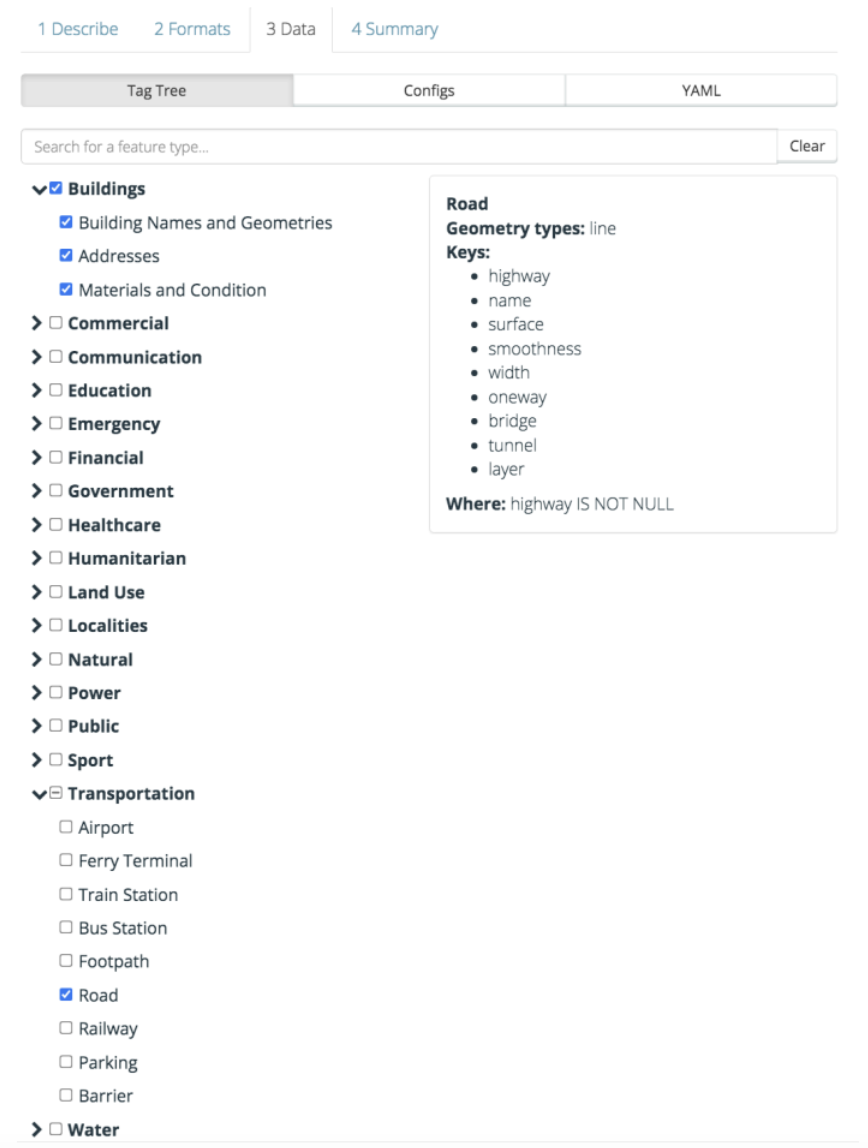 1 Describe 2 Formats 3 Data 4 Summary
Tag Tree Configs YAML
Search for a feature type... Clear
Buildings
Building Names and Geometries
Addresses
Materials and Condition
Commercial
Communication
Education
Emergency
Financial
Government
Healthcare
Humanitarian
Land Use
Localities
Natural
Power
Public
Sport
Transportation
Airport
Ferry Terminal
Train Station
Bus Station
Footpath
Road
Railway
Parking
Barrier
Water
Road
Geometry types: line
Keys:
highway
name
surface
smoothness
width
oneway
bridge
tunnel
layer
Where: highway IS NOT NULL